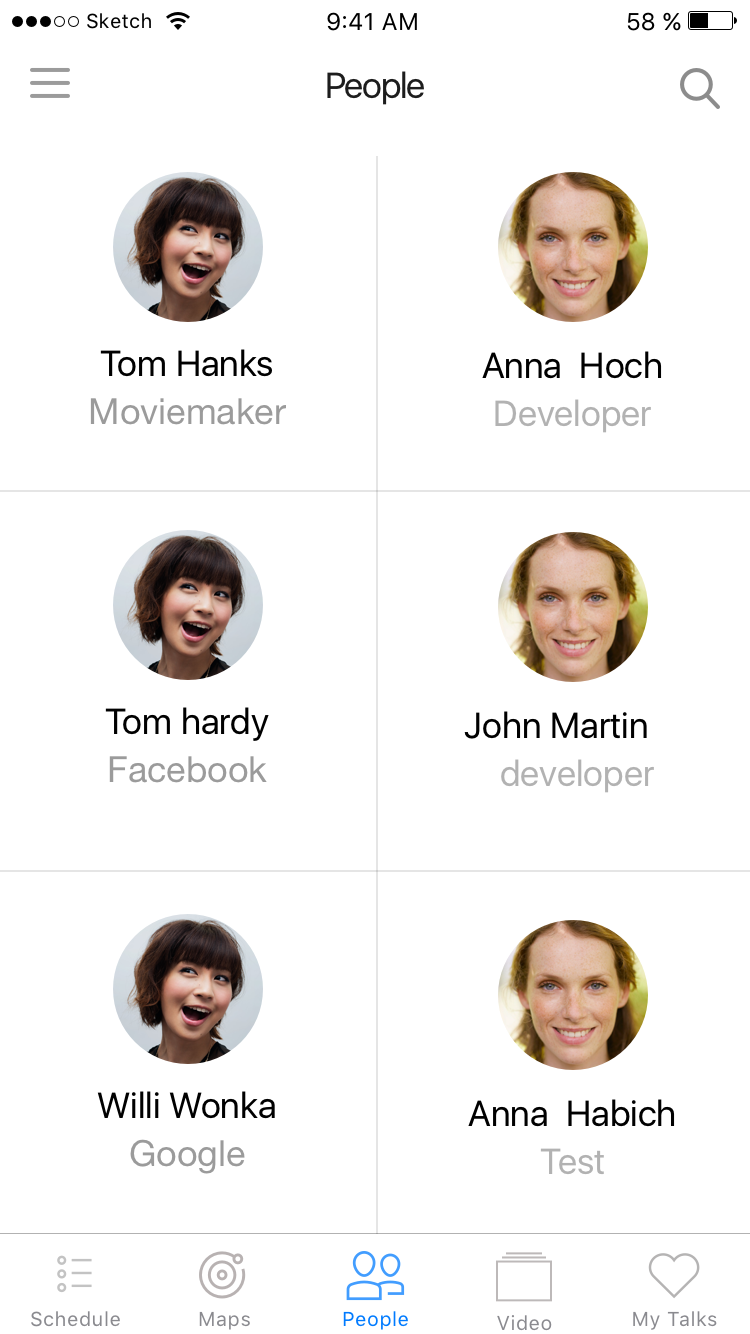 Sketch 9:41 AM 58 %
People
Tom Hanks
Moviemaker
Anna Hoch
Developer
Tom hardy
Facebook
John Martin
developer
Willi Wonka
Google
Anna Habich
Test
Schedule Maps People Video My Talks